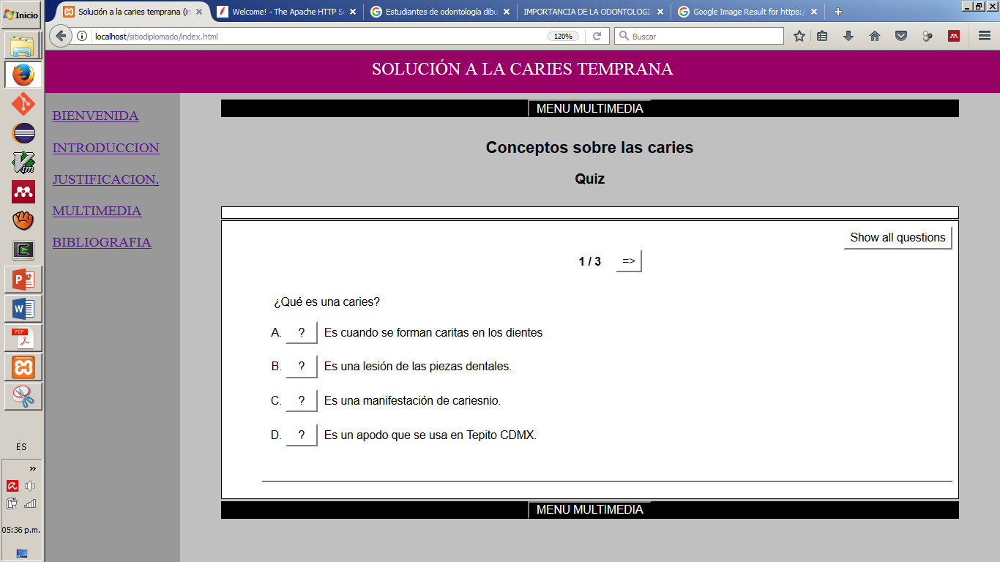 Inicio
Solución a la caries temprana (in
Welcome! - The Apache HTTP Se
Estudiantes de odontología dibu
IMPORTANCIA DE LA ODONTOLOGI
Google Image Result for https:/
localhost/sitiodiplomado/index.html
120%
Buscar
SOLUCIÓN A LA CARIES TEMPRANA
BIENVENIDA
INTRODUCCION
JUSTIFICACION.
MULTIMEDIA
BIBLIOGRAFIA
MENU MULTIMEDIA
Conceptos sobre las caries
Quiz
Show all questions
1 / 3 =>
¿Qué es una caries?
A. ? Es cuando se forman caritas en los dientes
B. ? Es una lesión de las piezas dentales.
C. ? Es una manifestación de cariesnio.
D. ? Es un apodo que se usa en Tepito CDMX.
MENU MULTIMEDIA
ES
05:36 p.m.